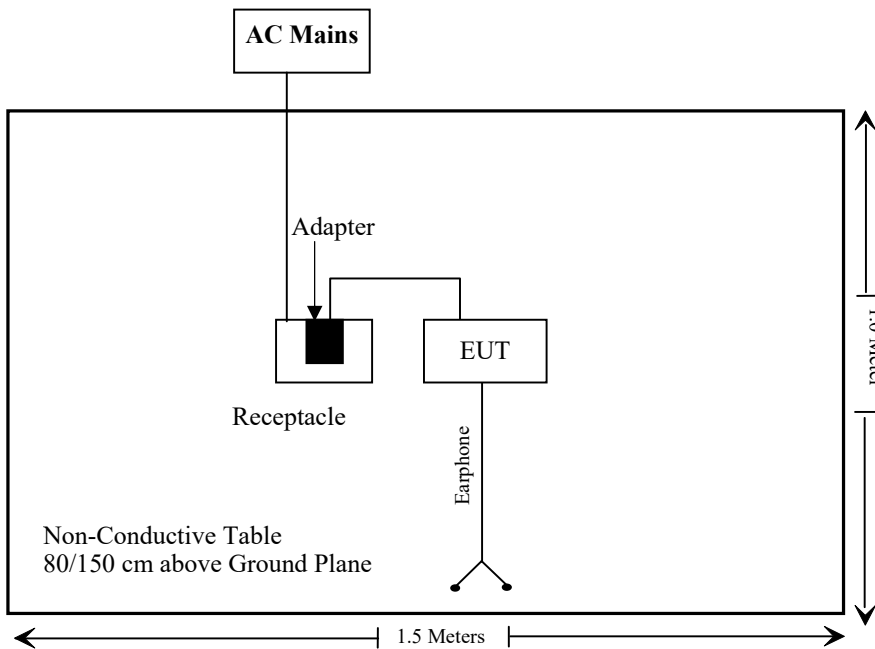 AC Mains
Adapter
EUT
Receptacle
Earphone
Non-Conductive Table
80/150 cm above Ground Plane
1.5 Meters